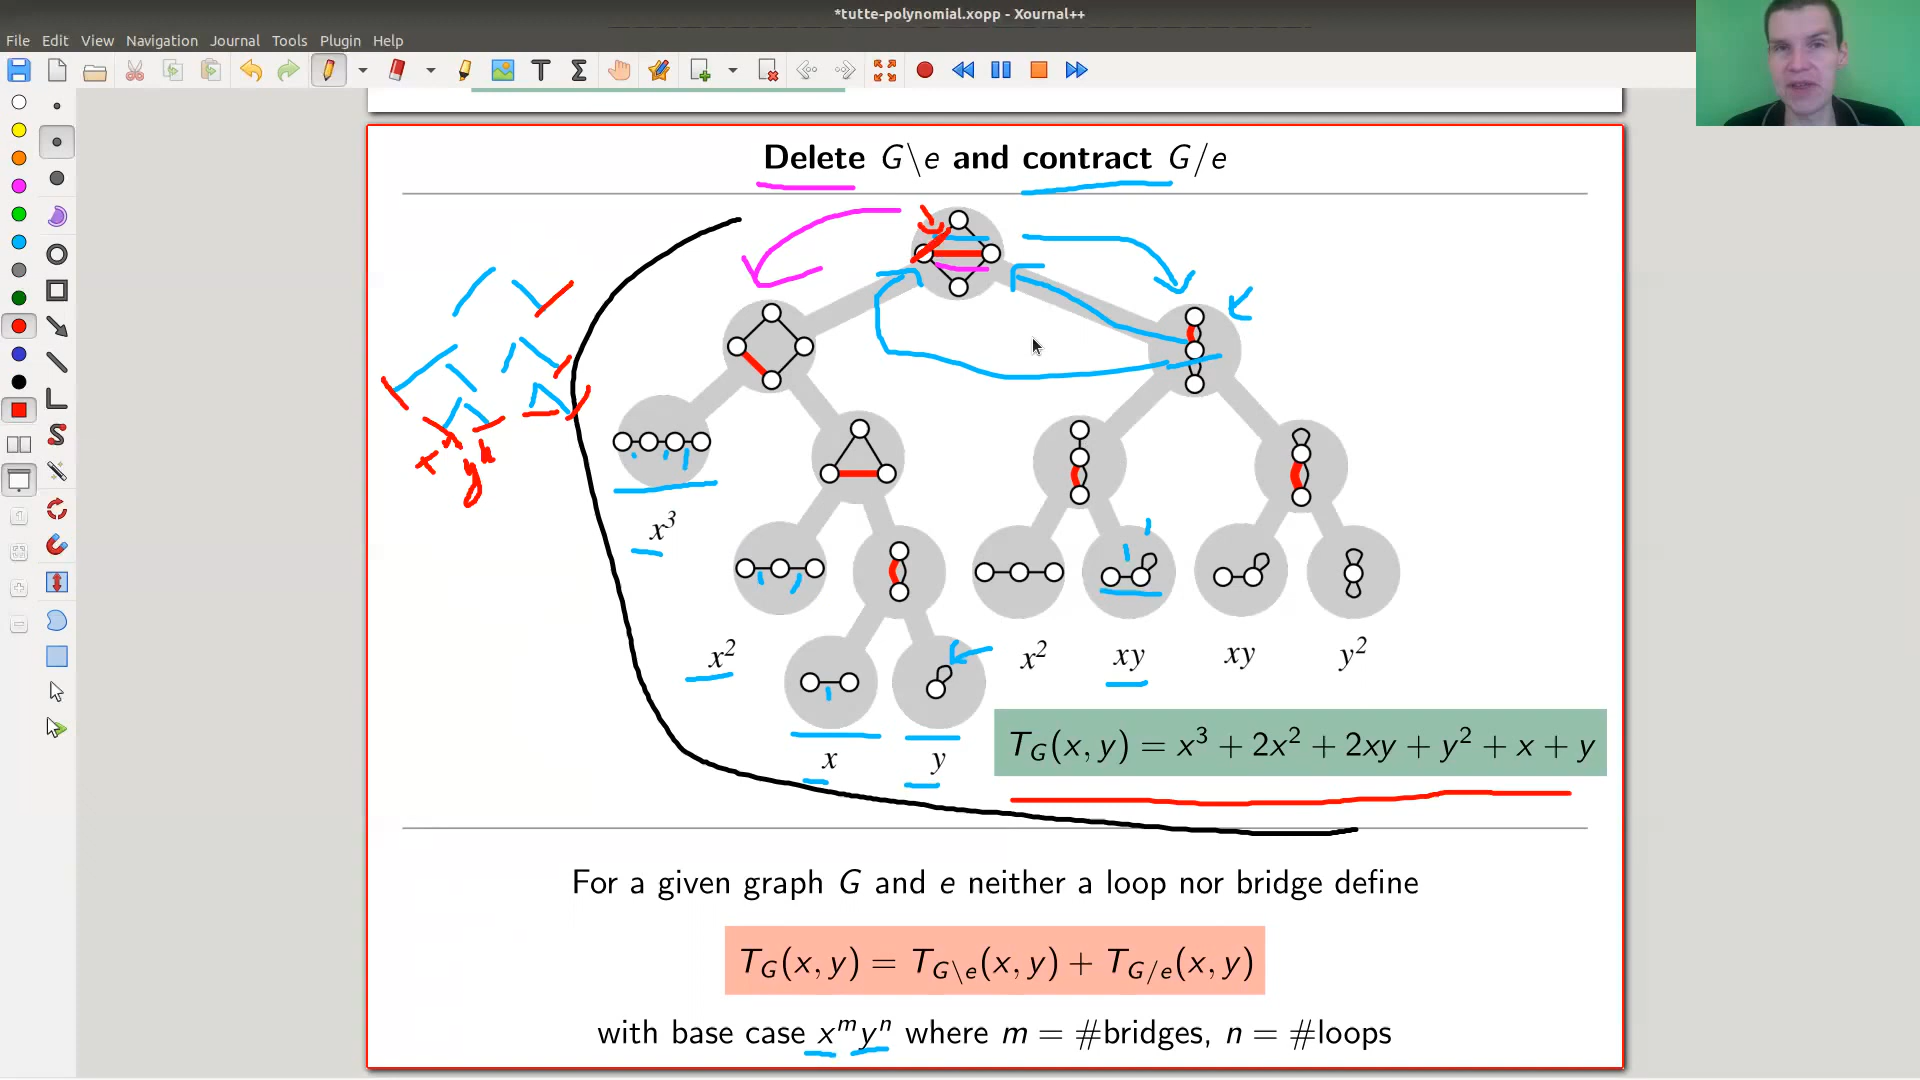 *tutte-polynomial.xopp - Xournal++
File Edit View Navigation Journal Tools Plugin Help
Delete G\e and contract G/e
x³
x² x y x² xy xy y²
T_G(x, y) = x³ + 2x² + 2xy + y² + x + y
For a given graph G and e neither a loop nor bridge define
T_G(x, y) = T_{G\e}(x, y) + T_{G/e}(x, y)
with base case xᵐyⁿ where m = #bridges, n = #loops